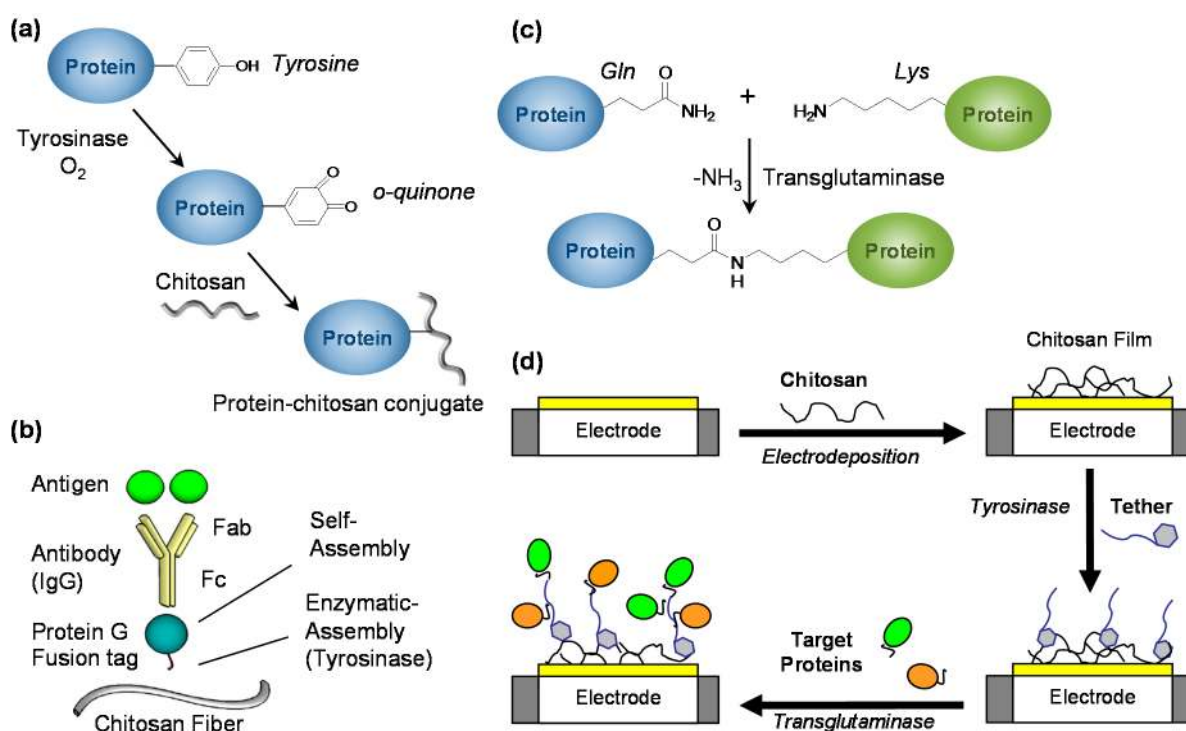 (a)
Protein
OH
Tyrosine
Tyrosinase
O2
Protein
O
O
o-quinone
Chitosan
Protein
Protein-chitosan conjugate
(b)
Antigen
Fab
Self-
Assembly
Antibody
(IgG)
Fc
Protein G
Fusion tag
Enzymatic-
Assembly
(Tyrosinase)
Chitosan Fiber
(c)
Gln
Lys
Protein
O
NH2
+
H2N
Protein
-NH3
Transglutaminase
Protein
O
N
H
Protein
(d)
Electrode
Chitosan
Electrodeposition
Chitosan Film
Electrode
Tyrosinase
Tether
Electrode
Target
Proteins
Transglutaminase
Electrode